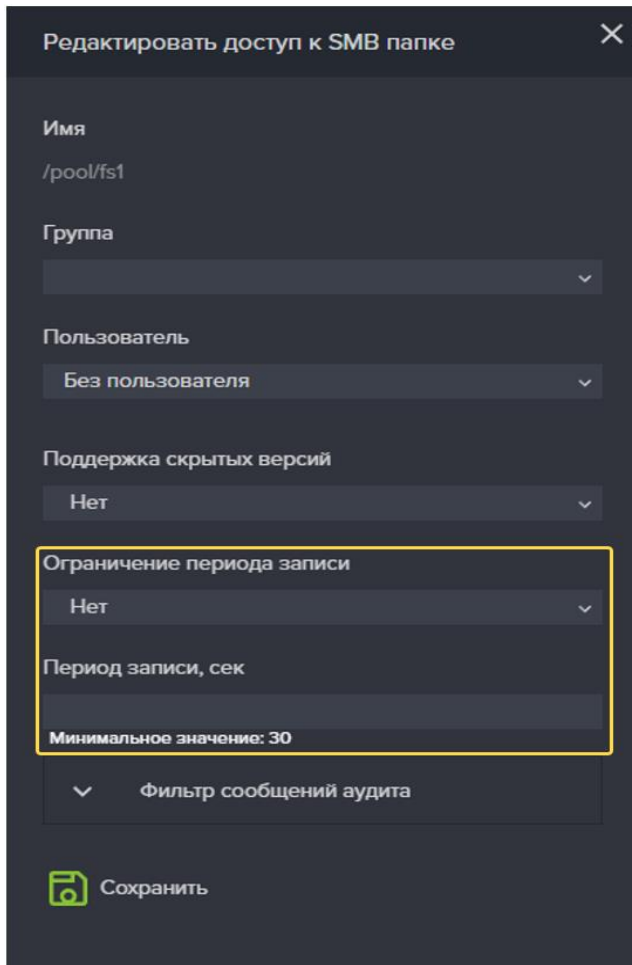 Редактировать доступ к SMB папке
Имя
/pool/fs1
Группа
Пользователь
Без пользователя
Поддержка скрытых версий
Нет
Ограничение периода записи
Нет
Период записи, сек
Минимальное значение: 30
Фильтр сообщений аудита
Сохранить